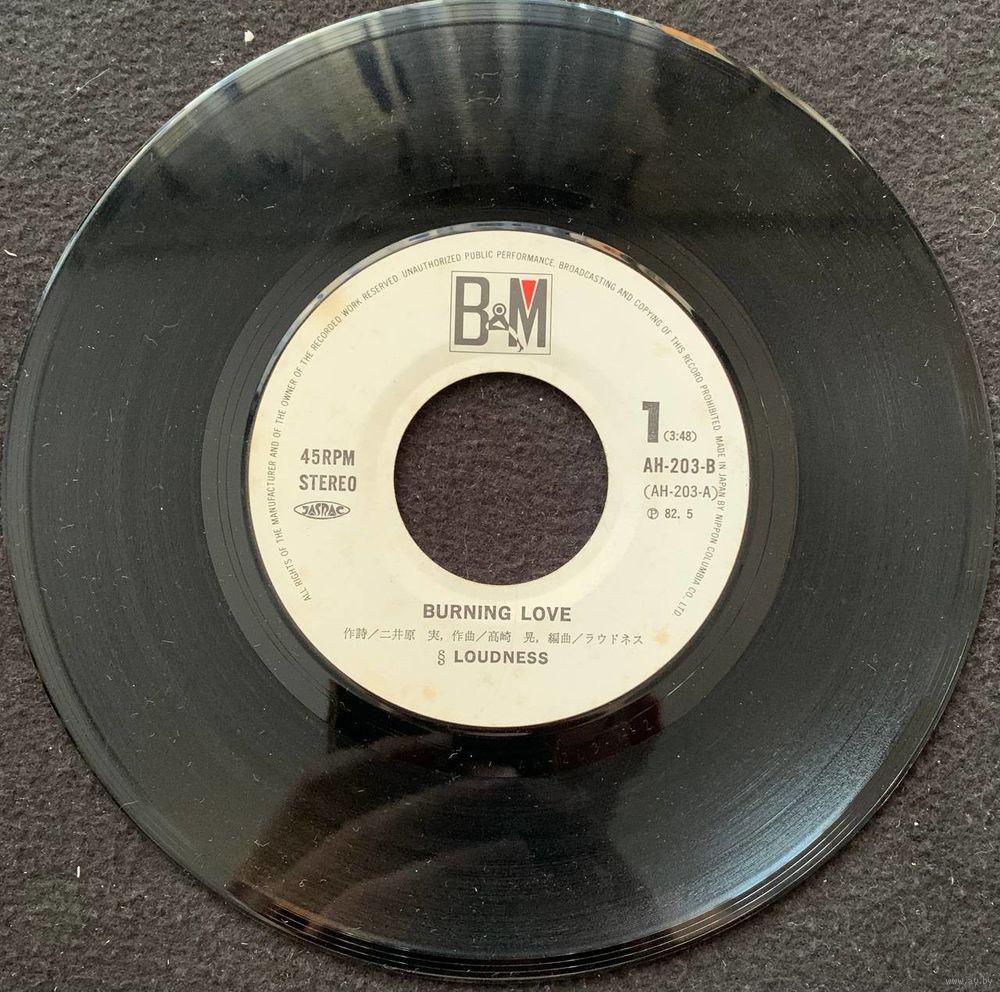 ALL RIGHTS OF THE MANUFACTURER AND OF THE OWNER OF THE RECORDED WORK RESERVED. UNAUTHORIZED PUBLIC PERFORMANCE, BROADCASTING AND COPYING OF THIS RECORD PROHIBITED. MADE IN JAPAN BY NIPPON COLUMBIA CO., LTD.
B&M
1 (3:48)
45RPM
AH-203-B
STEREO
(AH-203-A)
JASRAC
Ⓟ 82. 5
BURNING LOVE
作詩/二井原 実, 作曲/高崎 晃, 編曲/ラウドネス
§ LOUDNESS
www.ay.by